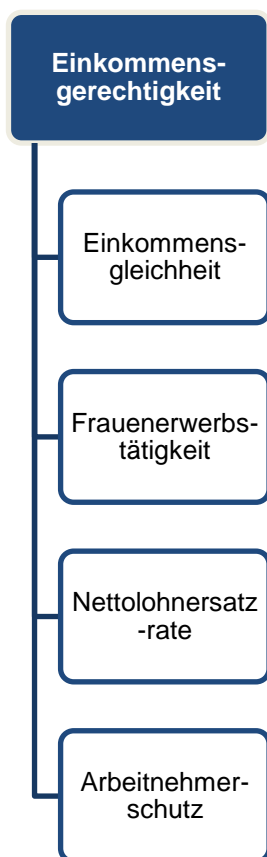 Einkommens-
gerechtigkeit
Einkommens-
gleichheit
Frauenerwerbs-
tätigkeit
Nettolohnersatz
-rate
Arbeitnehmer-
schutz